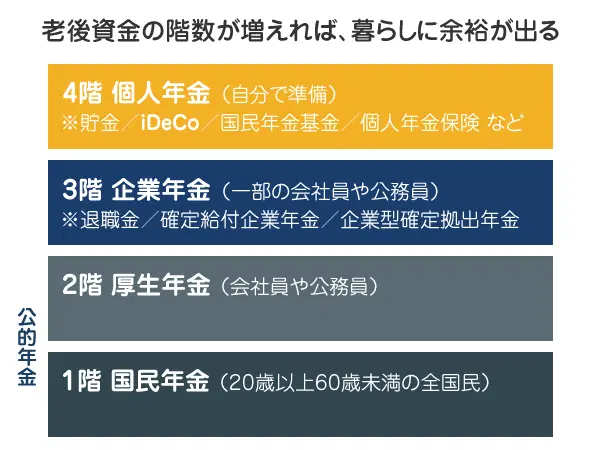 老後資金の階数が増えれば、暮らしに余裕が出る
4階 個人年金（自分で準備）
※貯金／iDeCo／国民年金基金／個人年金保険 など
3階 企業年金（一部の会社員や公務員）
※退職金／確定給付企業年金／企業型確定拠出年金
2階 厚生年金（会社員や公務員）
公的年金
1階 国民年金（20歳以上60歳未満の全国民）